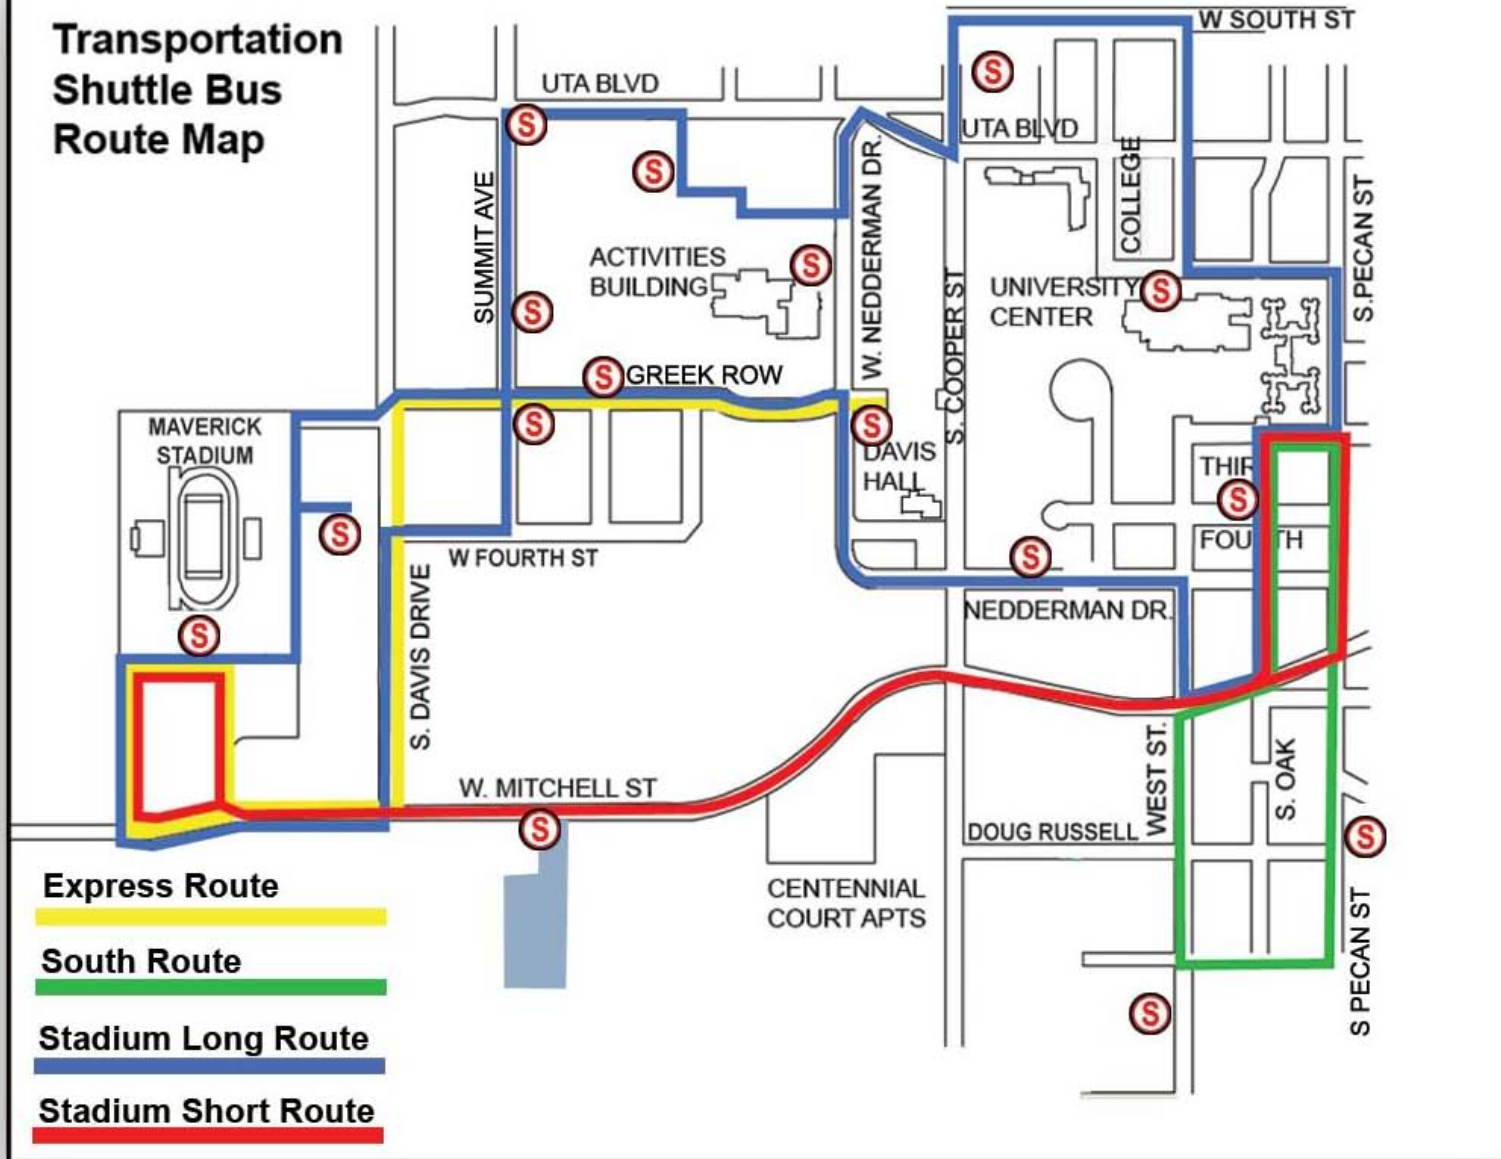 Transportation
Shuttle Bus
Route Map
W SOUTH ST
UTA BLVD
S
S
UTA BLVD
S
COLLEGE
SUMMIT AVE
W. NEDDERMAN DR.
S.PECAN ST
ACTIVITIES
BUILDING
S
S
S. COOPER ST
UNIVERSITY
CENTER
S
S
GREEK ROW
MAVERICK
STADIUM
S
S
DAVIS
HALL
THIR
S
S
FOU TH
W FOURTH ST
S
S. DAVIS DRIVE
NEDDERMAN DR.
S
W. MITCHELL ST
S
WEST ST.
S. OAK
DOUG RUSSELL
S
CENTENNIAL
COURT APTS
S PECAN ST
S
Express Route
South Route
Stadium Long Route
Stadium Short Route